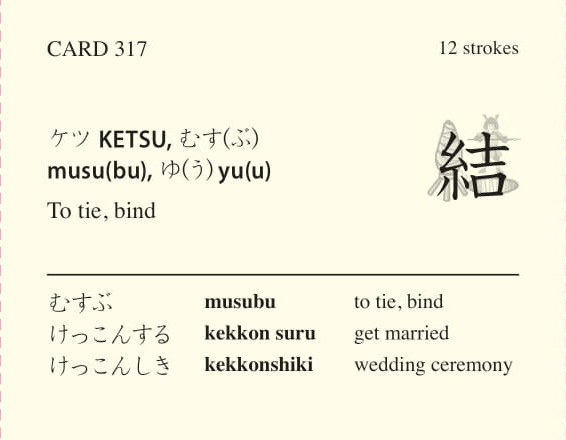 CARD 317 12 strokes
ケツ KETSU, むす(ぶ)
musu(bu), ゆ(う) yu(u)
結
To tie, bind
むすぶ musubu to tie, bind
けっこんする kekkon suru get married
けっこんしき kekkonshiki wedding ceremony